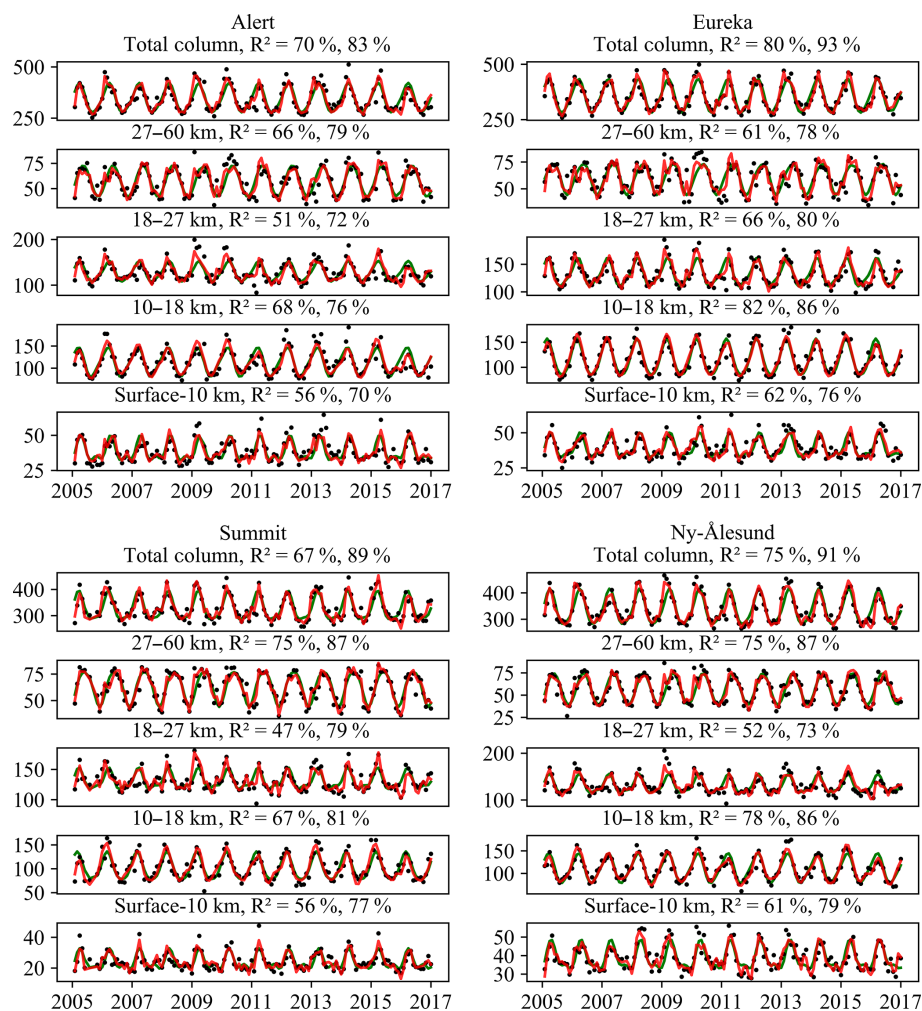 Alert
Total column, R² = 70 %, 83 %
500
250
27–60 km, R² = 66 %, 79 %
75
50
18–27 km, R² = 51 %, 72 %
200
100
10–18 km, R² = 68 %, 76 %
150
100
Surface-10 km, R² = 56 %, 70 %
50
25
2005 2007 2009 2011 2013 2015 2017
Eureka
Total column, R² = 80 %, 93 %
500
250
27–60 km, R² = 61 %, 78 %
75
50
18–27 km, R² = 66 %, 80 %
150
100
10–18 km, R² = 82 %, 86 %
150
100
Surface-10 km, R² = 62 %, 76 %
50
25
2005 2007 2009 2011 2013 2015 2017
Summit
Total column, R² = 67 %, 89 %
400
300
27–60 km, R² = 75 %, 87 %
75
50
18–27 km, R² = 47 %, 79 %
150
100
10–18 km, R² = 67 %, 81 %
150
100
50
Surface-10 km, R² = 56 %, 77 %
40
20
2005 2007 2009 2011 2013 2015 2017
Ny-Ålesund
Total column, R² = 75 %, 91 %
400
300
27–60 km, R² = 75 %, 87 %
75
50
25
18–27 km, R² = 52 %, 73 %
200
100
10–18 km, R² = 78 %, 86 %
150
100
Surface-10 km, R² = 61 %, 79 %
50
40
30
2005 2007 2009 2011 2013 2015 2017